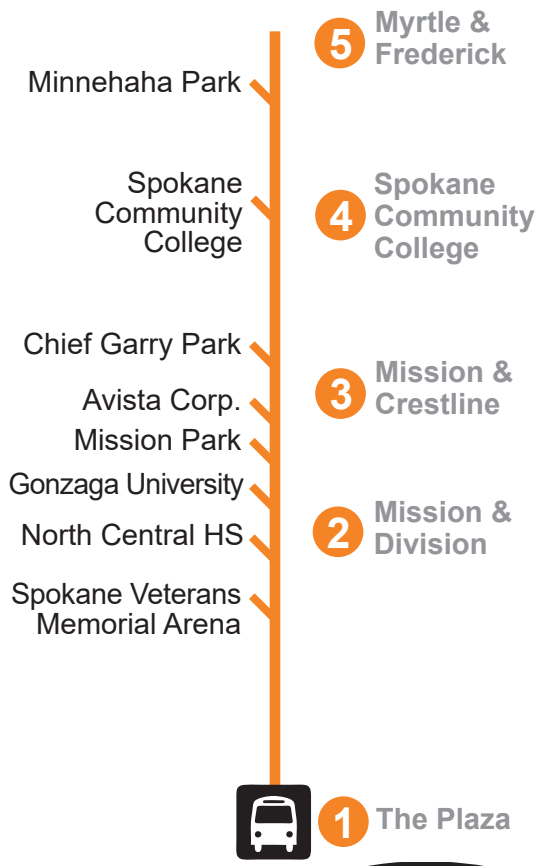 5 Myrtle &
Frederick
Minnehaha Park
Spokane
Community
College
4 Spokane
Community
College
Chief Garry Park
3 Mission &
Crestline
Avista Corp.
Mission Park
Gonzaga University
2 Mission &
Division
North Central HS
Spokane Veterans
Memorial Arena
1 The Plaza